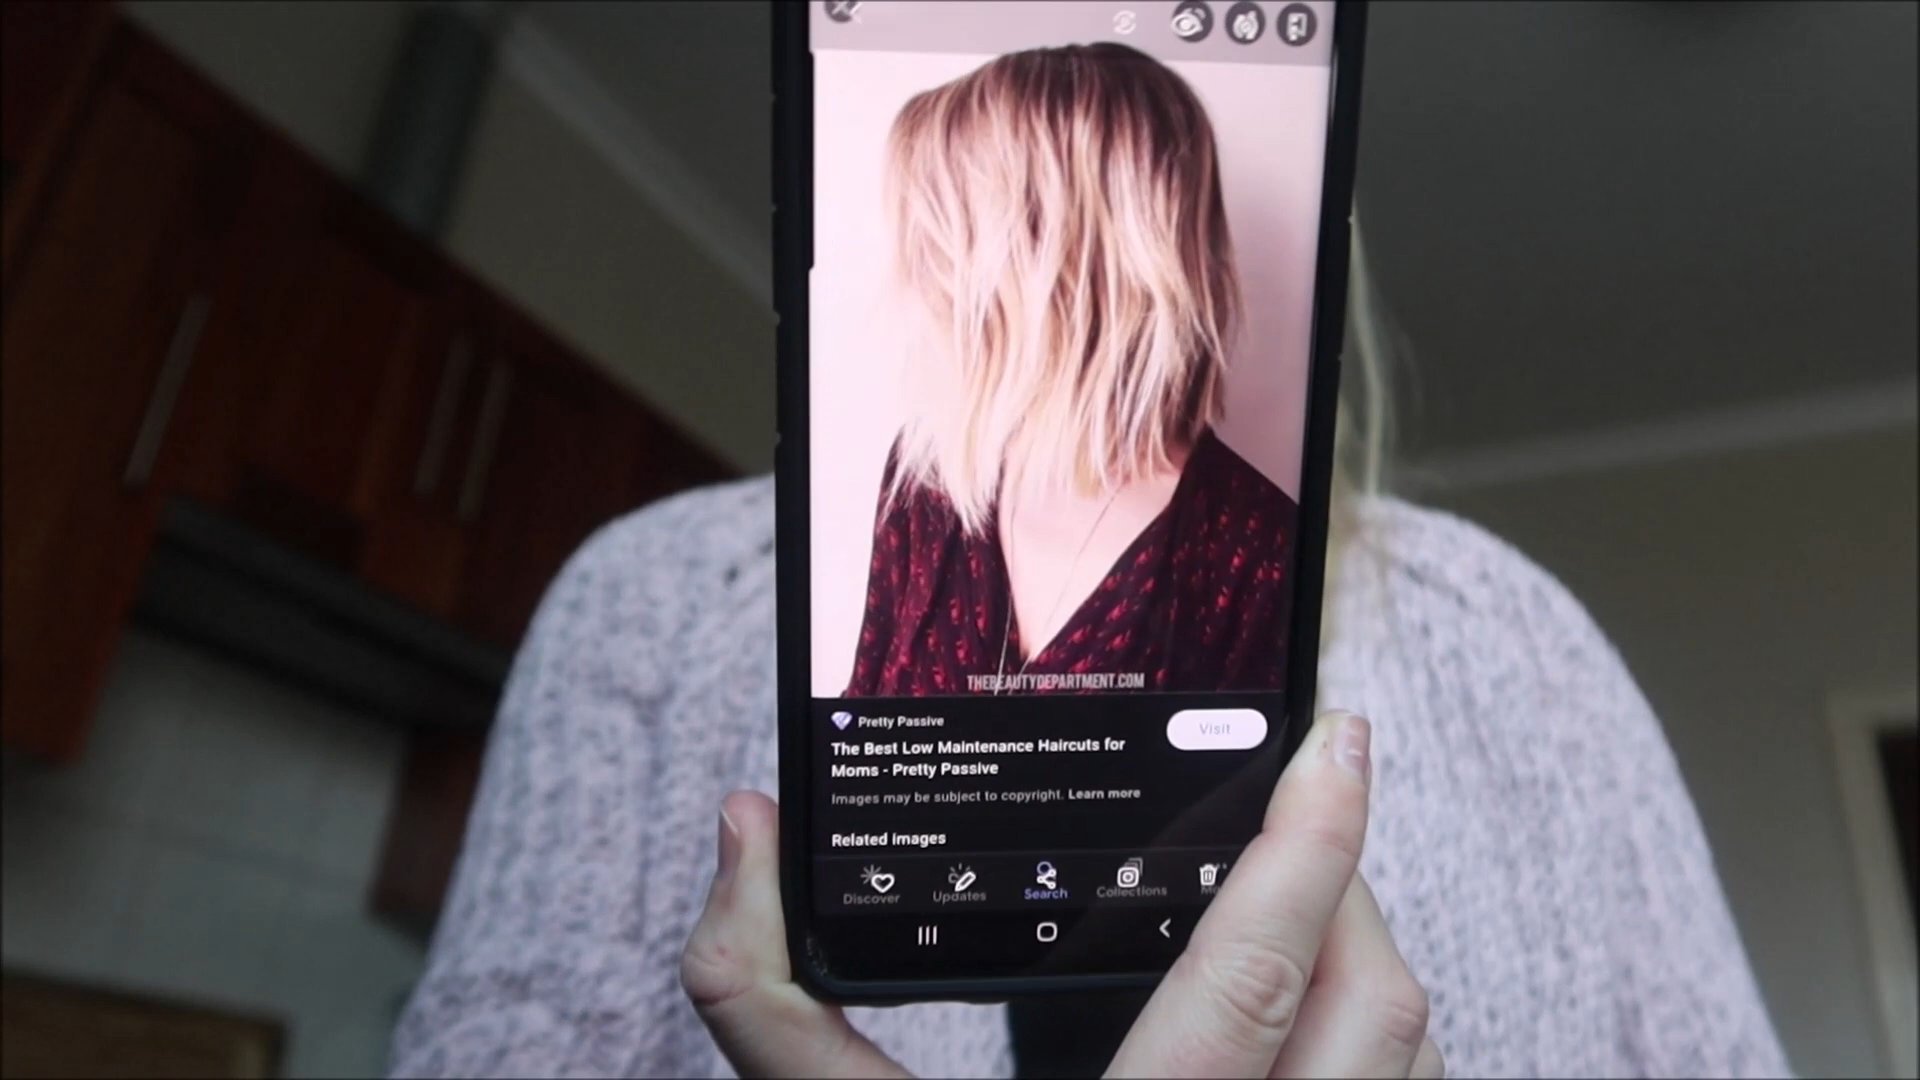 THEBEAUTYDEPARTMENT.COM
Pretty Passive
Visit
The Best Low Maintenance Haircuts for
Moms - Pretty Passive
Images may be subject to copyright. Learn more
Related images
Discover Updates Search Collections